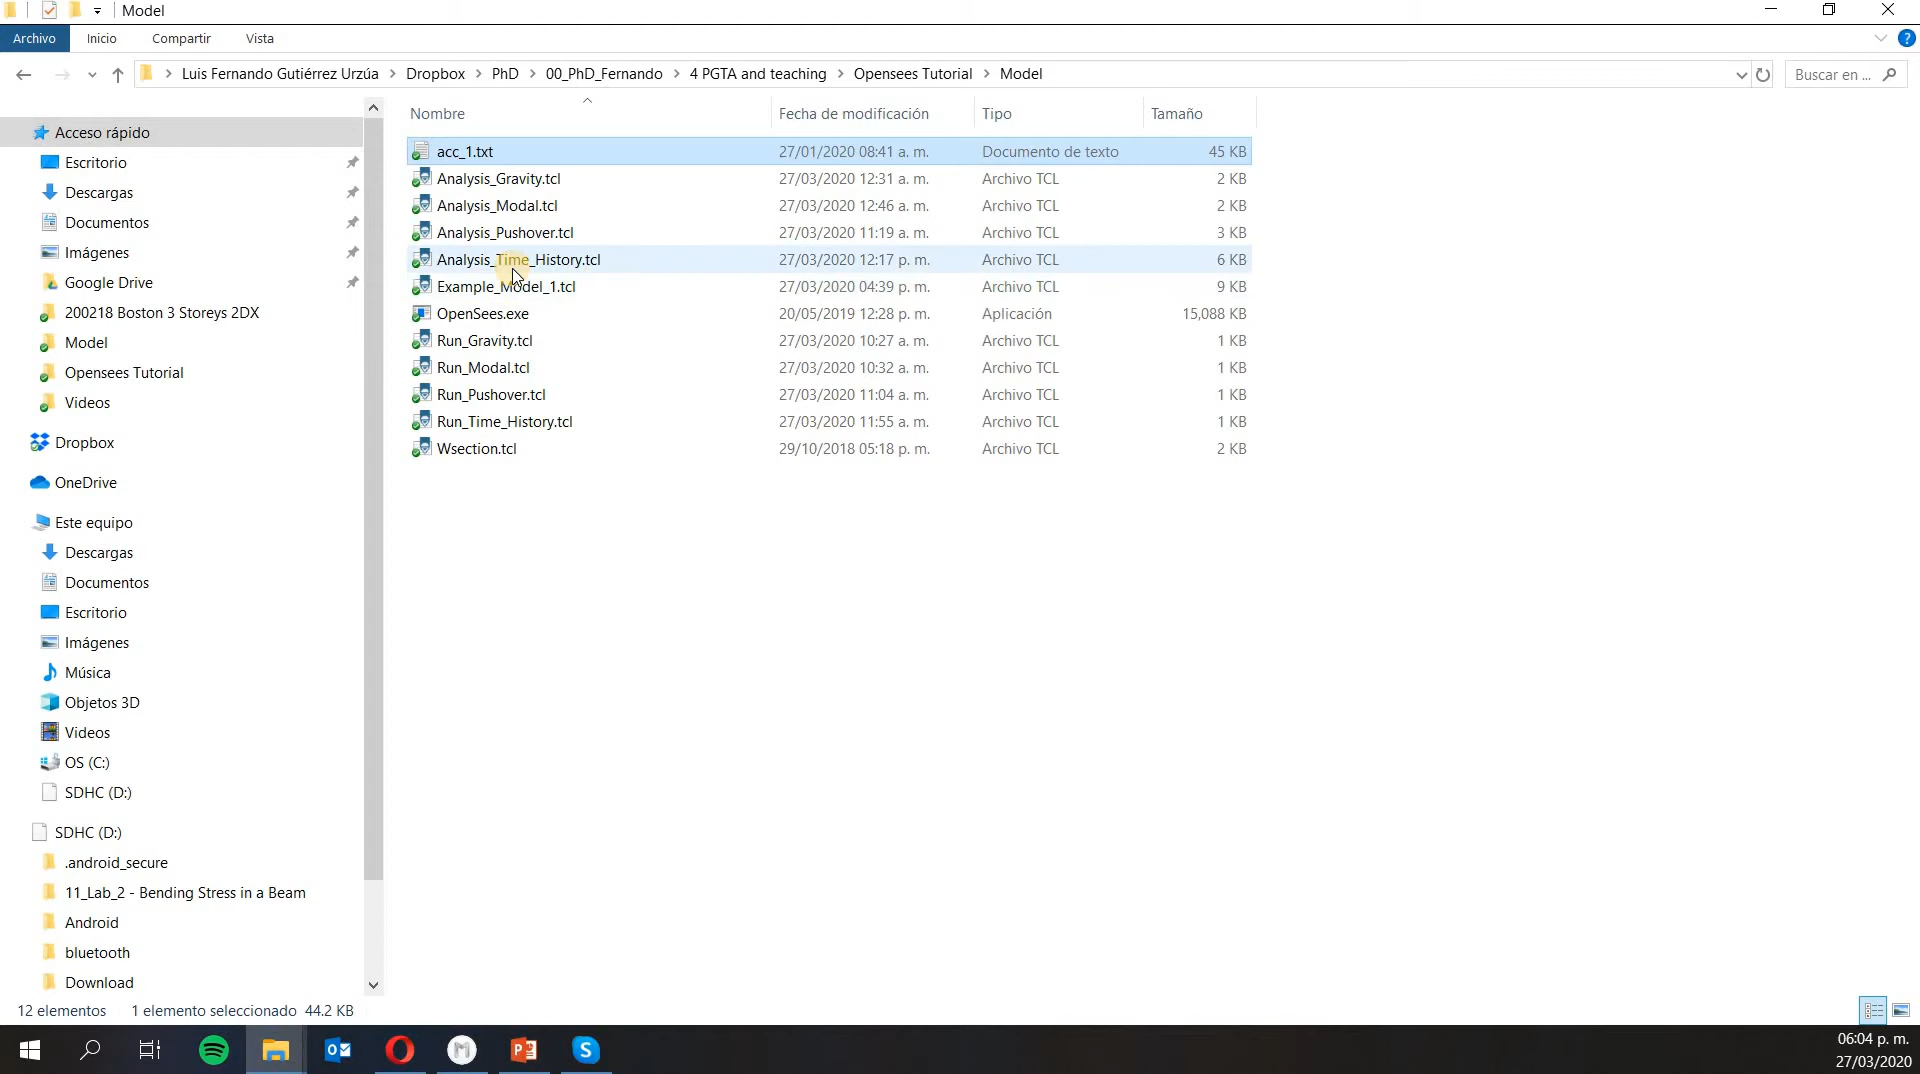 Model
Archivo Inicio Compartir Vista
Luis Fernando Gutiérrez Urzúa Dropbox PhD 00_PhD_Fernando 4 PGTA and teaching Opensees Tutorial Model Buscar en ...
Nombre Fecha de modificación Tipo Tamaño
acc_1.txt 27/01/2020 08:41 a. m. Documento de texto 45 KB
Analysis_Gravity.tcl 27/03/2020 12:31 a. m. Archivo TCL 2 KB
Analysis_Modal.tcl 27/03/2020 12:46 a. m. Archivo TCL 2 KB
Analysis_Pushover.tcl 27/03/2020 11:19 a. m. Archivo TCL 3 KB
Analysis_Time_History.tcl 27/03/2020 12:17 p. m. Archivo TCL 6 KB
Example_Model_1.tcl 27/03/2020 04:39 p. m. Archivo TCL 9 KB
OpenSees.exe 20/05/2019 12:28 p. m. Aplicación 15,088 KB
Run_Gravity.tcl 27/03/2020 10:27 a. m. Archivo TCL 1 KB
Run_Modal.tcl 27/03/2020 10:32 a. m. Archivo TCL 1 KB
Run_Pushover.tcl 27/03/2020 11:04 a. m. Archivo TCL 1 KB
Run_Time_History.tcl 27/03/2020 11:55 a. m. Archivo TCL 1 KB
Wsection.tcl 29/10/2018 05:18 p. m. Archivo TCL 2 KB
Acceso rápido
Escritorio
Descargas
Documentos
Imágenes
Google Drive
200218 Boston 3 Storeys 2DX
Model
Opensees Tutorial
Videos
Dropbox
OneDrive
Este equipo
Descargas
Documentos
Escritorio
Imágenes
Música
Objetos 3D
Videos
OS (C:)
SDHC (D:)
SDHC (D:)
.android_secure
11_Lab_2 - Bending Stress in a Beam
Android
bluetooth
Download
12 elementos 1 elemento seleccionado 44.2 KB
06:04 p. m.
27/03/2020